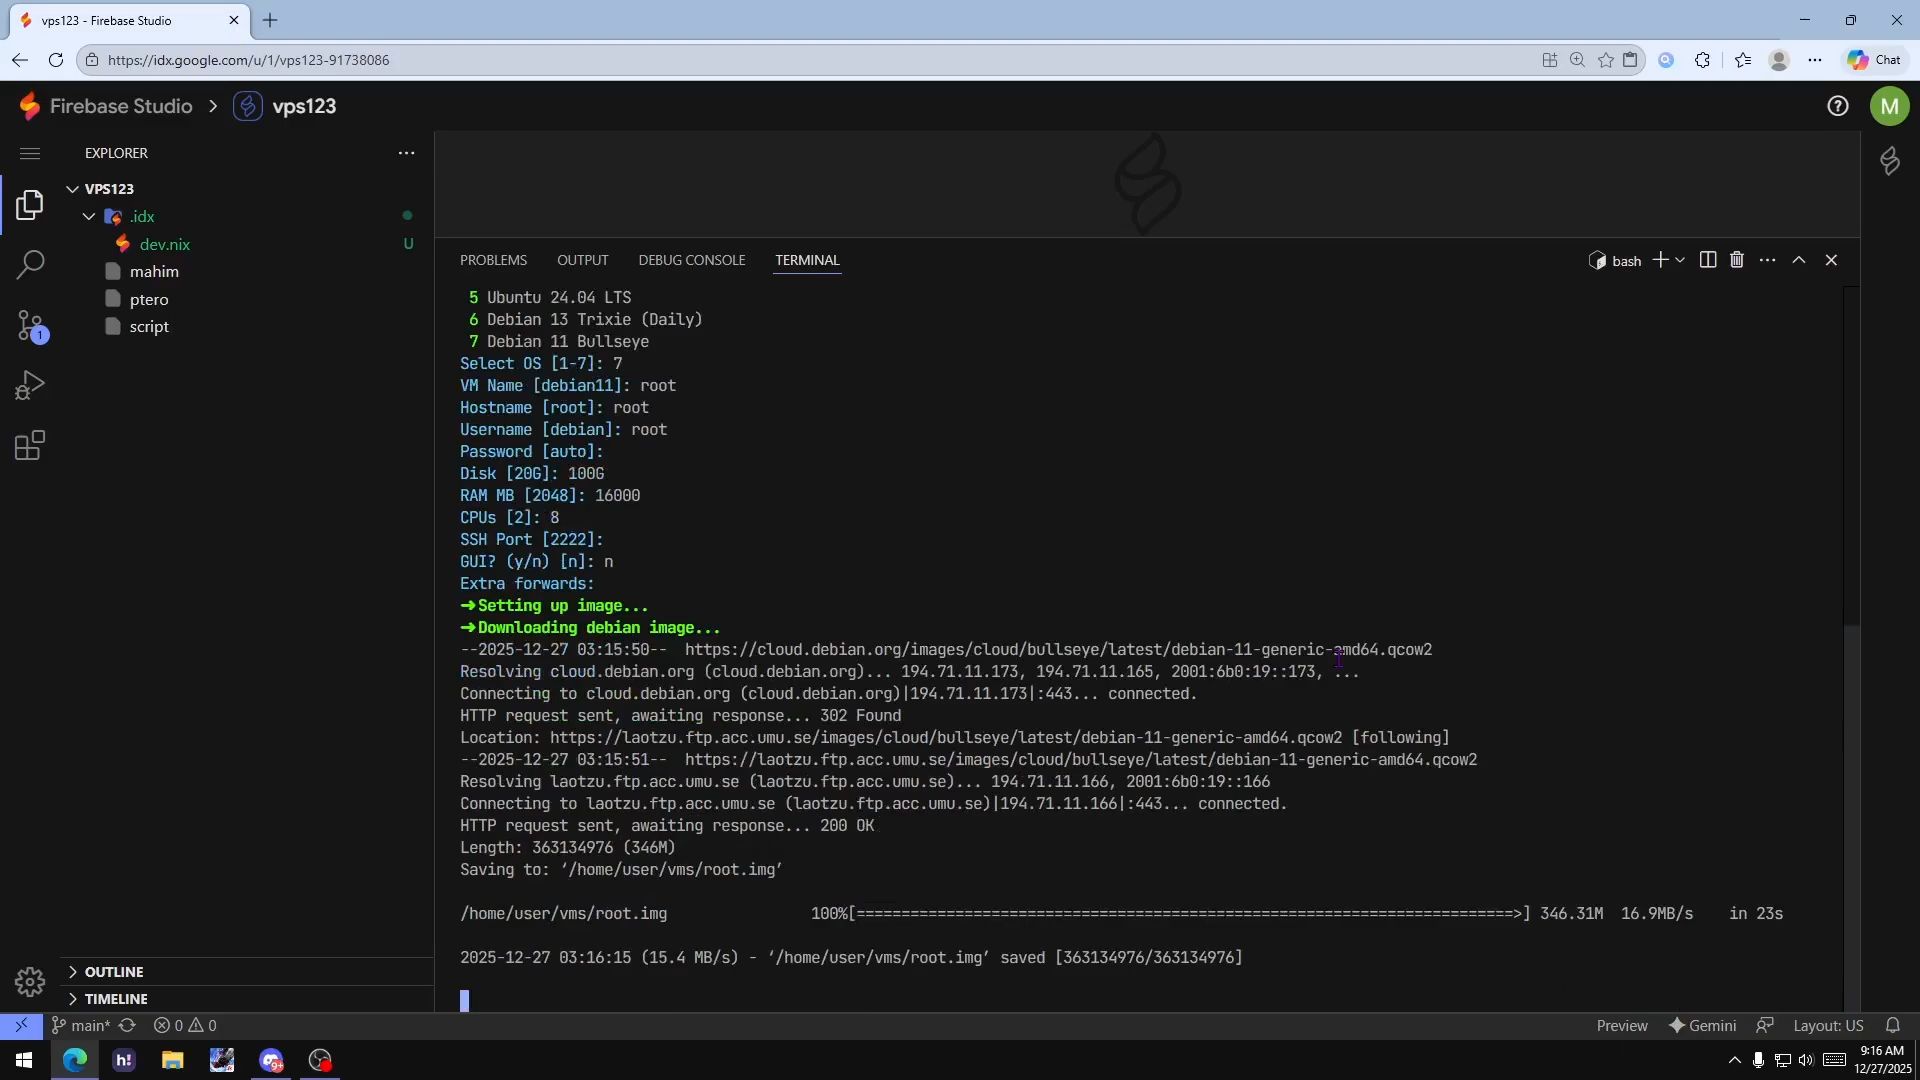 vps123 - Firebase Studio
https://idx.google.com/u/1/vps123-91738086
Chat
Firebase Studio
vps123
M
EXPLORER
VPS123
.idx
dev.nix U
mahim
ptero
script
1
OUTLINE
TIMELINE
PROBLEMS OUTPUT DEBUG CONSOLE TERMINAL
bash
5 Ubuntu 24.04 LTS
6 Debian 13 Trixie (Daily)
7 Debian 11 Bullseye
Select OS [1-7]: 7
VM Name [debian11]: root
Hostname [root]: root
Username [debian]: root
Password [auto]:
Disk [20G]: 100G
RAM MB [2048]: 16000
CPUs [2]: 8
SSH Port [2222]:
GUI? (y/n) [n]: n
Extra forwards:
➜Setting up image...
➜Downloading debian image...
--2025-12-27 03:15:50--  https://cloud.debian.org/images/cloud/bullseye/latest/debian-11-generic-amd64.qcow2
Resolving cloud.debian.org (cloud.debian.org)... 194.71.11.173, 194.71.11.165, 2001:6b0:19::173, ...
Connecting to cloud.debian.org (cloud.debian.org)|194.71.11.173|:443... connected.
HTTP request sent, awaiting response... 302 Found
Location: https://laotzu.ftp.acc.umu.se/images/cloud/bullseye/latest/debian-11-generic-amd64.qcow2 [following]
--2025-12-27 03:15:51--  https://laotzu.ftp.acc.umu.se/images/cloud/bullseye/latest/debian-11-generic-amd64.qcow2
Resolving laotzu.ftp.acc.umu.se (laotzu.ftp.acc.umu.se)... 194.71.11.166, 2001:6b0:19::166
Connecting to laotzu.ftp.acc.umu.se (laotzu.ftp.acc.umu.se)|194.71.11.166|:443... connected.
HTTP request sent, awaiting response... 200 OK
Length: 363134976 (346M)
Saving to: ‘/home/user/vms/root.img’
/home/user/vms/root.img 100%[=========================================================================>] 346.31M 16.9MB/s in 23s
2025-12-27 03:16:15 (15.4 MB/s) - ‘/home/user/vms/root.img’ saved [363134976/363134976]
main* 0 0
Preview Gemini Layout: US
h!
9+
9:16 AM
12/27/2025